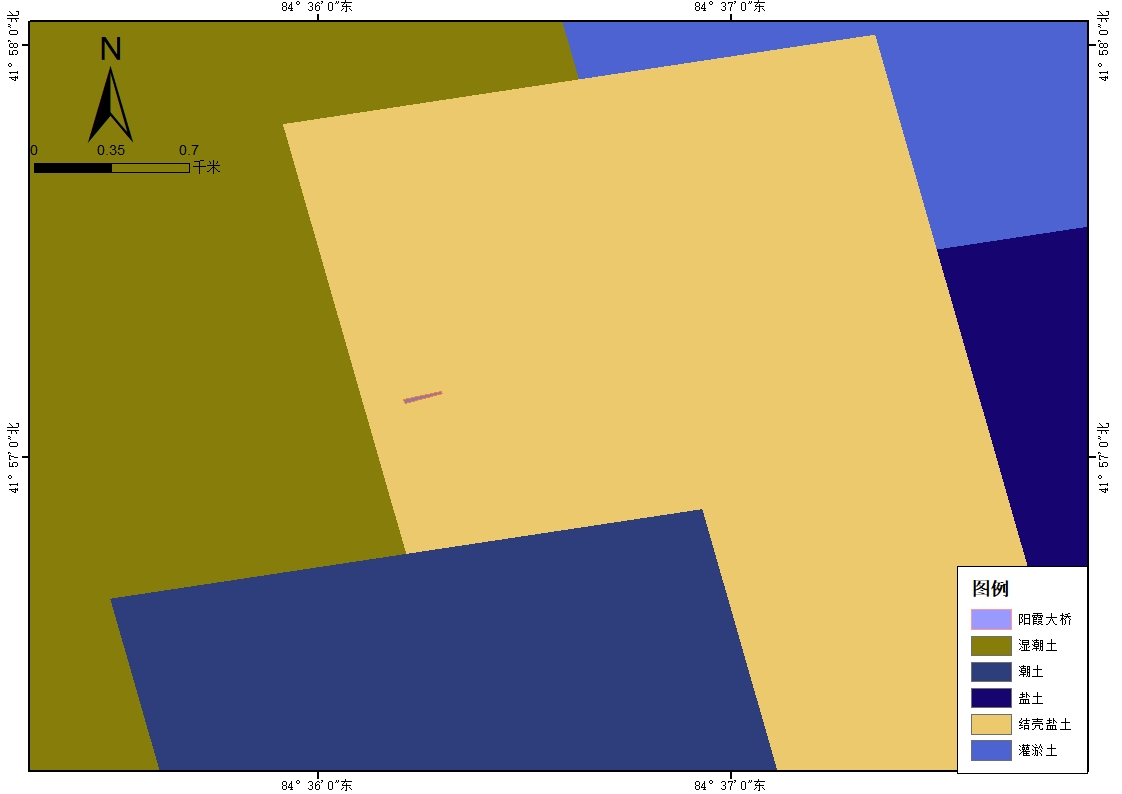 84° 36′ 0″东
84° 37′ 0″东
41° 58′ 0″北
41° 58′ 0″北
N
0 0.35 0.7
千米
41° 57′ 0″北
41° 57′ 0″北
图例
阳霞大桥
湿潮土
潮土
盐土
结壳盐土
灌淤土
84° 36′ 0″东
84° 37′ 0″东